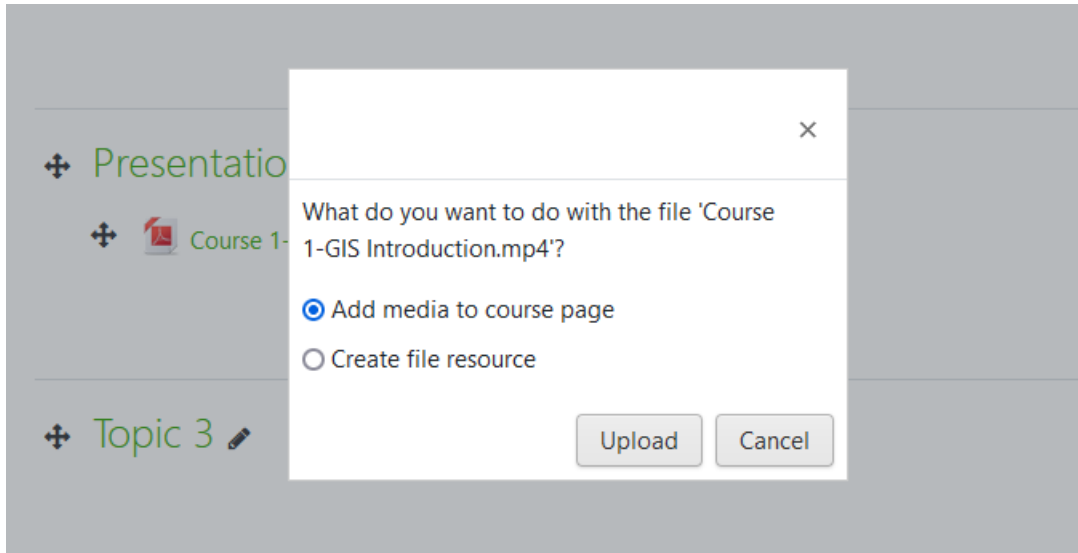 Presentatio
Course 1-
What do you want to do with the file 'Course
1-GIS Introduction.mp4'?
Add media to course page
Create file resource
Upload Cancel
Topic 3